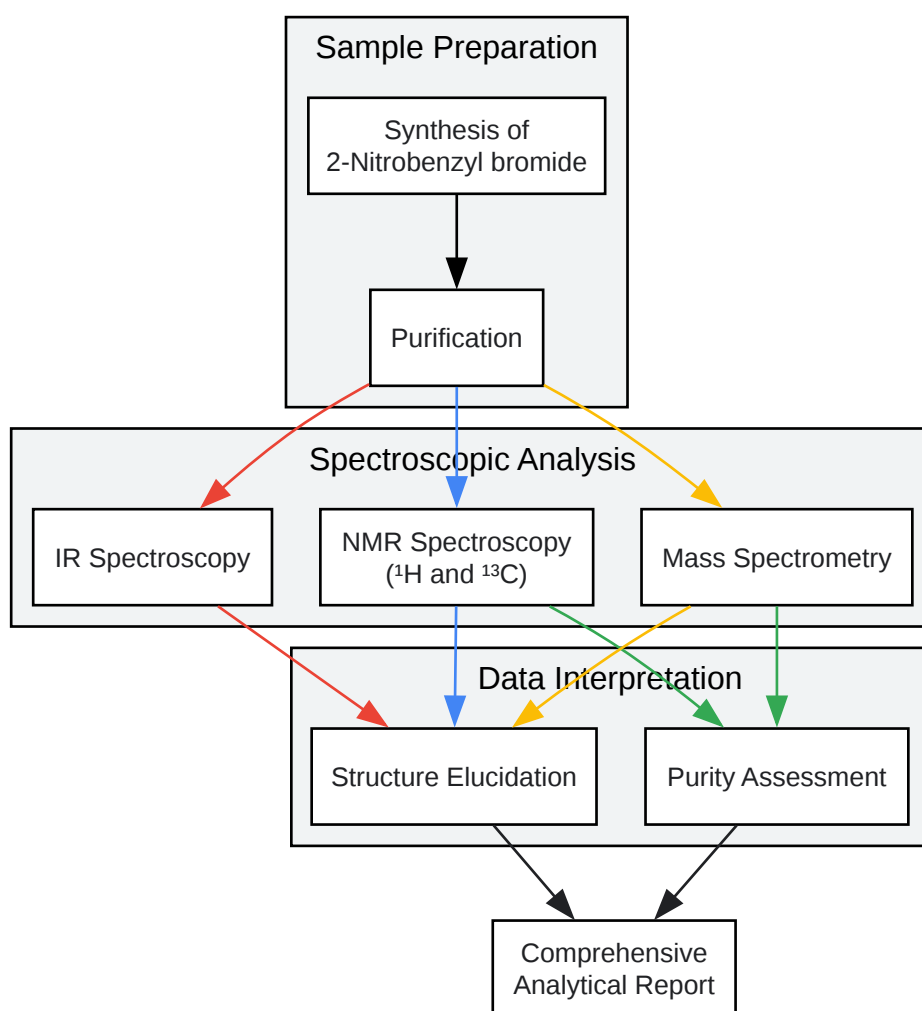 Sample Preparation
Synthesis of
2-Nitrobenzyl bromide
Purification
Spectroscopic Analysis
IR Spectroscopy
NMR Spectroscopy
(¹H and ¹³C)
Mass Spectrometry
Data Interpretation
Structure Elucidation
Purity Assessment
Comprehensive
Analytical Report